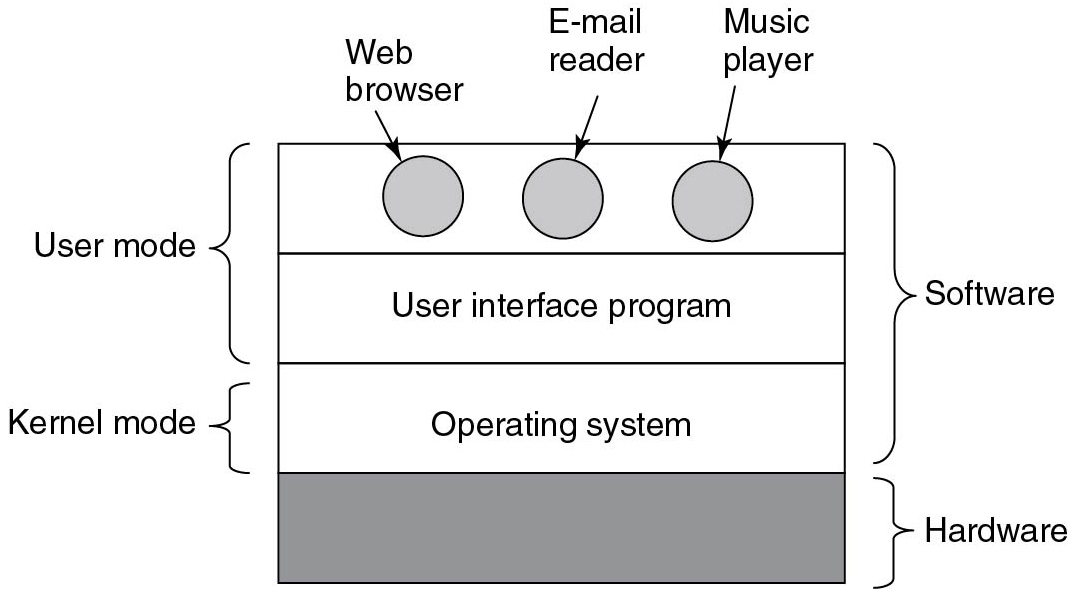 Web
browser
E-mail
reader
Music
player
User mode
User interface program
Software
Kernel mode
Operating system
Hardware